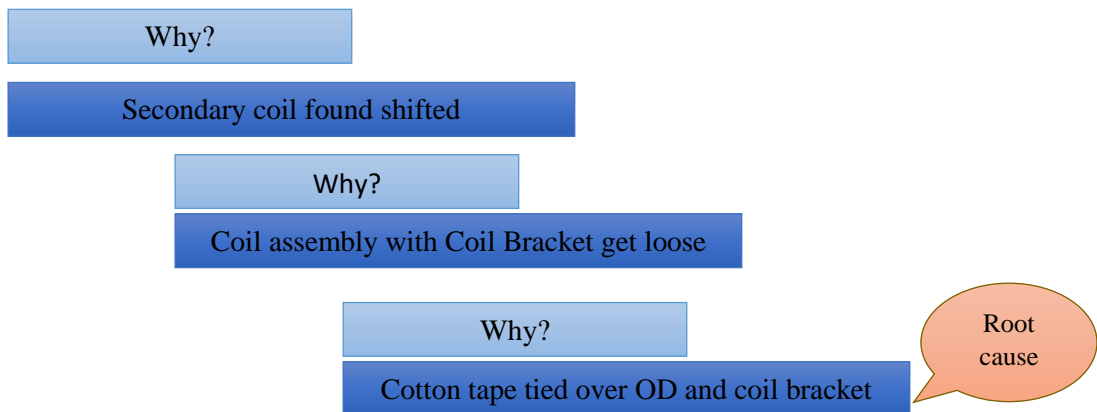 Why?
Secondary coil found shifted
Why?
Coil assembly with Coil Bracket get loose
Why?
Cotton tape tied over OD and coil bracket
Root
cause